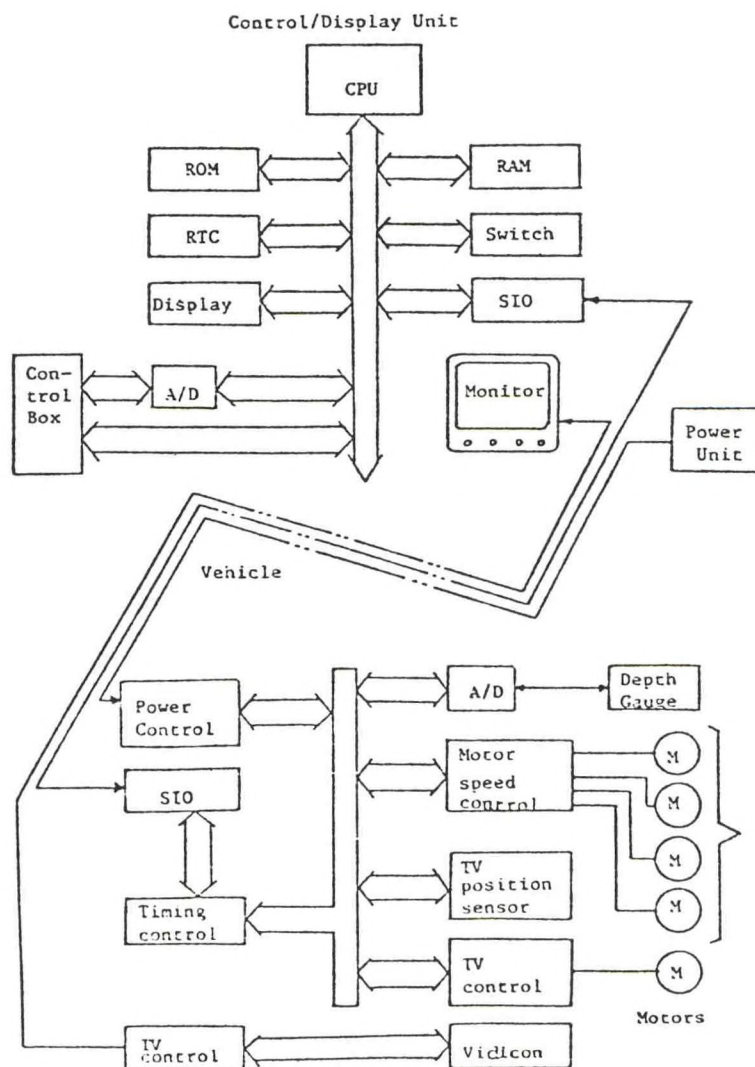 Control/Display Unit
CPU
ROM
RAM
RTC
Switch
Display
SIO
Con-
trol
Box
A/D
Monitor
Power
Unit
Vehicle
Power
Control
A/D
Depth
Gauge
Motor
speed
control
M
M
M
M
SIO
TV
position
sensor
Timing
control
TV
control
M
Motors
TV
control
Vidicon